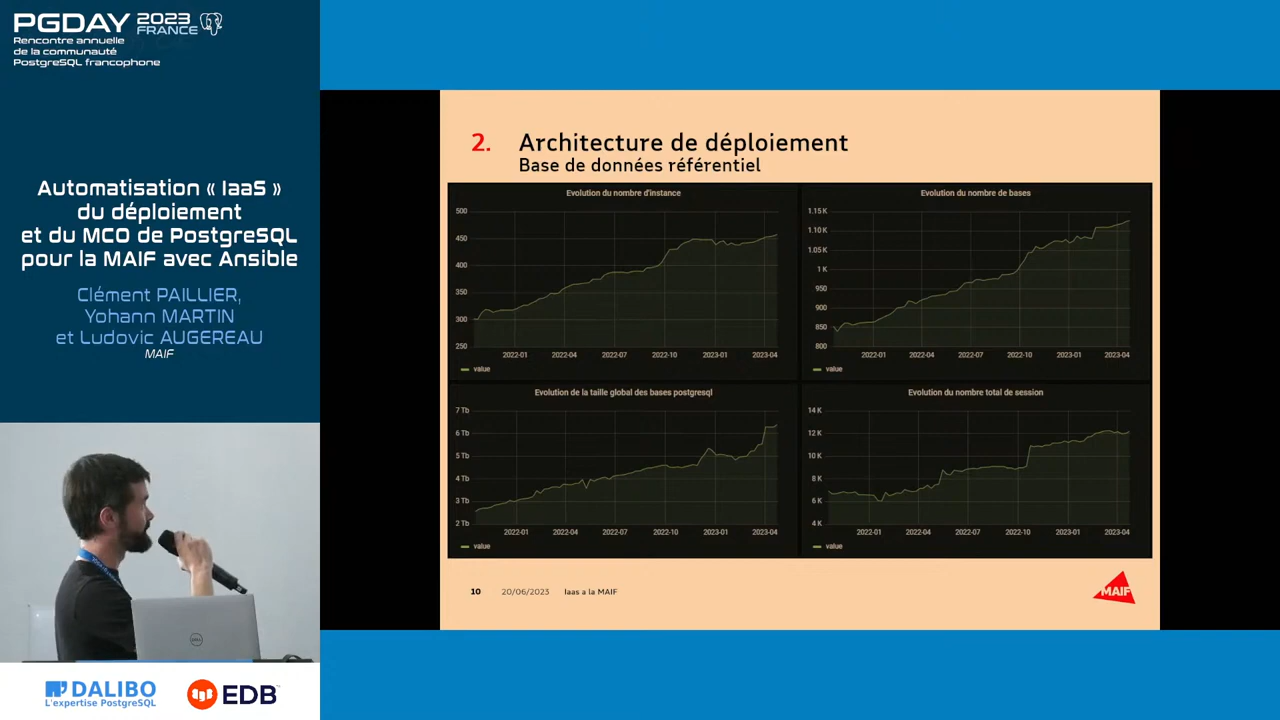 PGDAY 2023 FRANCE
Rencontre annuelle
de la communauté
PostgreSQL francophone
Automatisation « IaaS »
du déploiement
et du MCO de PostgreSQL
pour la MAIF avec Ansible
Clément PAILLIER,
Yohann MARTIN
et Ludovic AUGEREAU
MAIF
DELL
DALIBO
L'expertise PostgreSQL
EDB
2. Architecture de déploiement
Base de données référentiel
Evolution du nombre d'instance
500
450
400
350
300
250
2022-01 2022-04 2022-07 2022-10 2023-01 2023-04
value
Evolution du nombre de bases
1.15 K
1.10 K
1.05 K
1 K
950
900
850
800
2022-01 2022-04 2022-07 2022-10 2023-01 2023-04
value
Evolution de la taille global des bases postgresql
7 Tb
6 Tb
5 Tb
4 Tb
3 Tb
2 Tb
2022-01 2022-04 2022-07 2022-10 2023-01 2023-04
value
Evolution du nombre total de session
14 K
12 K
10 K
8 K
6 K
4 K
2022-01 2022-04 2022-07 2022-10 2023-01 2023-04
value
10 20/06/2023 Iaas a la MAIF
MAIF